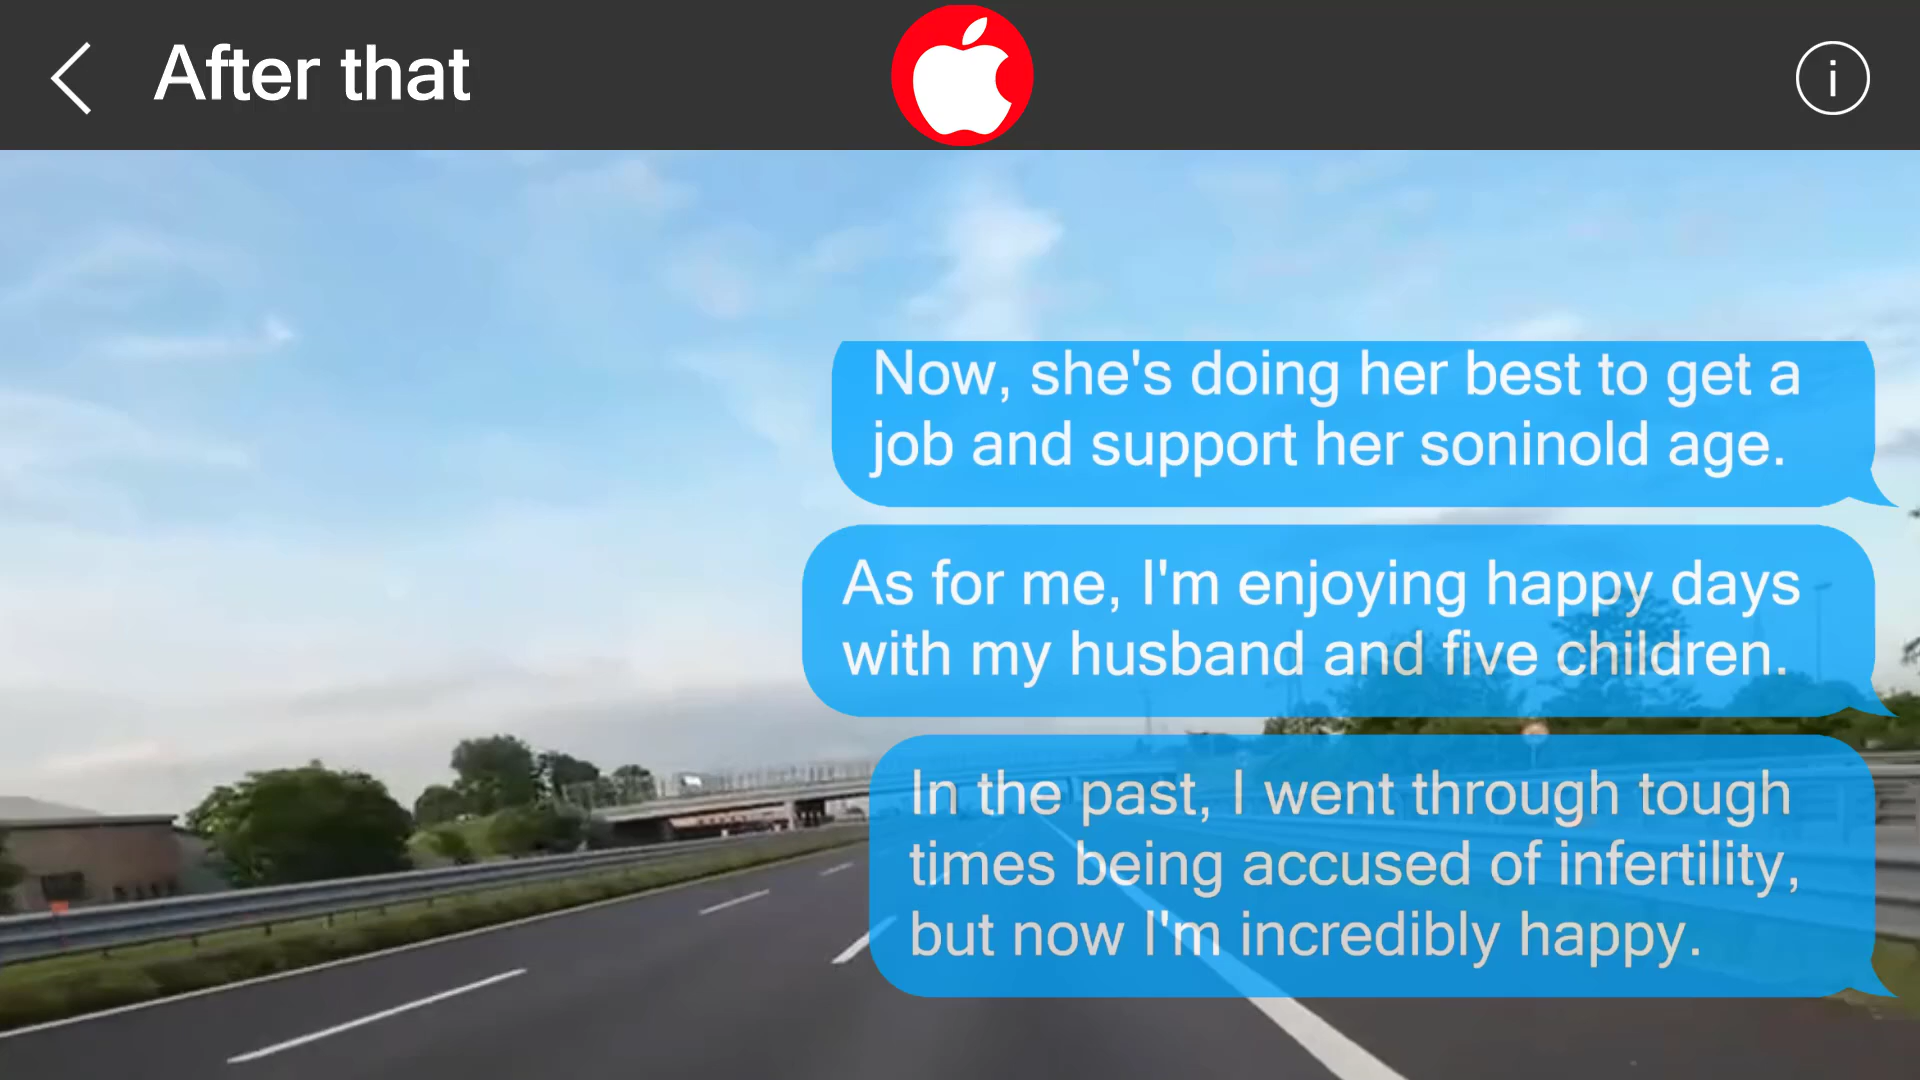 After that
i
Now, she's doing her best to get a
job and support her soninold age.
As for me, I'm enjoying happy days
with my husband and five children.
In the past, I went through tough
times being accused of infertility,
but now I'm incredibly happy.